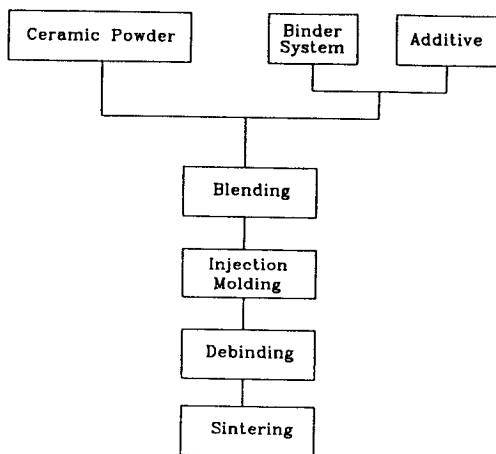 Ceramic Powder
Binder
System
Additive
Blending
Injection
Molding
Debinding
Sintering